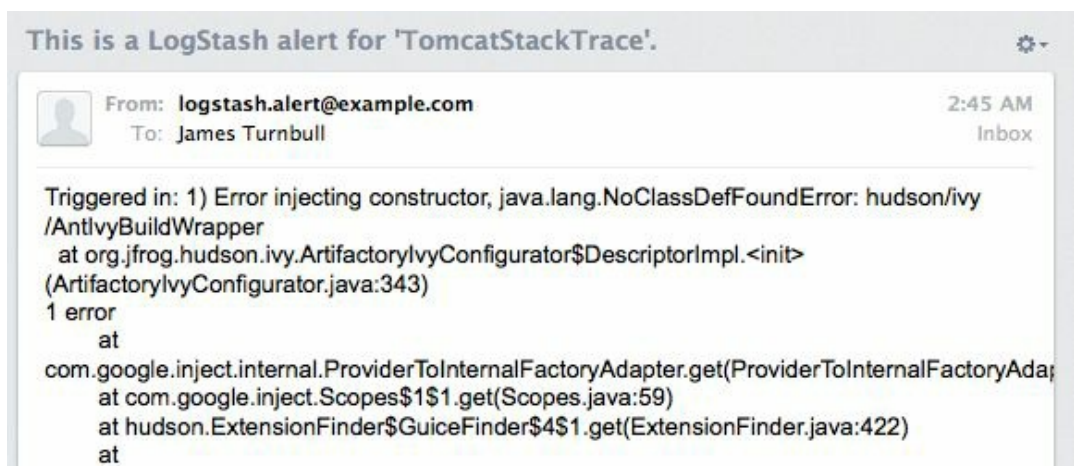 This is a LogStash alert for 'TomcatStackTrace'.
From: logstash.alert@example.com
2:45 AM
To: James Turnbull
Inbox
Triggered in: 1) Error injecting constructor, java.lang.NoClassDefFoundError: hudson/ivy
/AntIvyBuildWrapper
at org.jfrog.hudson.ivy.ArtifactoryIvyConfigurator$DescriptorImpl.<init>
(ArtifactoryIvyConfigurator.java:343)
1 error
at
com.google.inject.internal.ProviderToInternalFactoryAdapter.get(ProviderToInternalFactoryAdap
at com.google.inject.Scopes$1$1.get(Scopes.java:59)
at hudson.ExtensionFinder$GuiceFinder$4$1.get(ExtensionFinder.java:422)
at